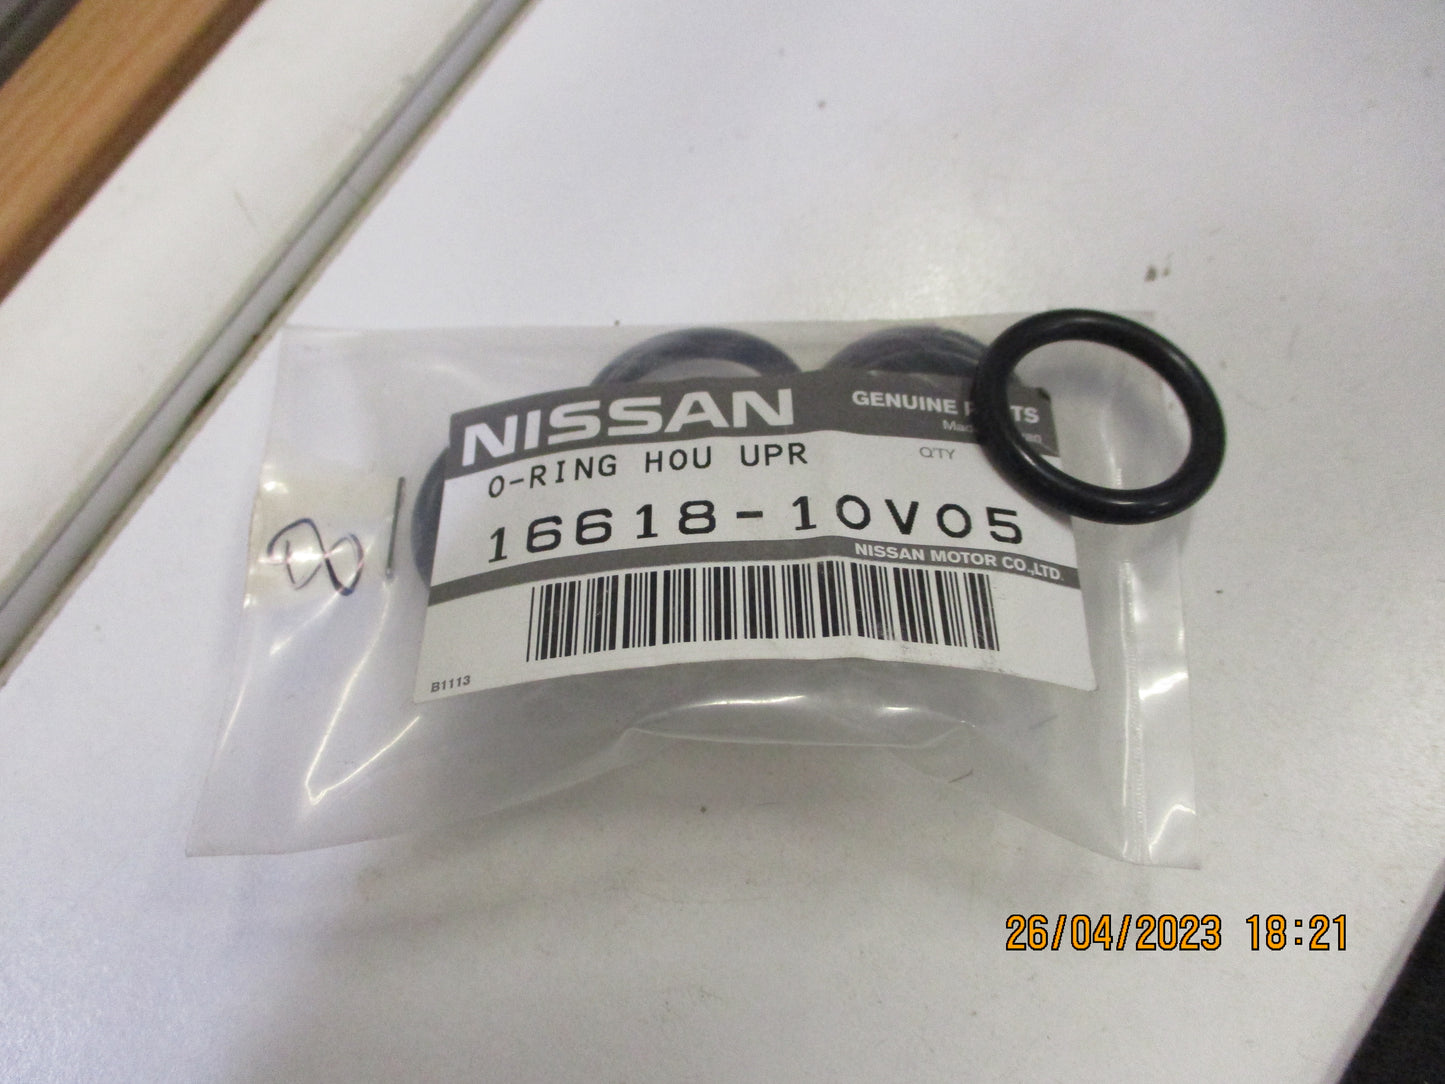 NISSAN
GENUINE
Q'TY
O-RING HOU UPR
16618-10V05
NISSAN MOTOR CO.,LTD.
B1113
26/04/2023 18:21